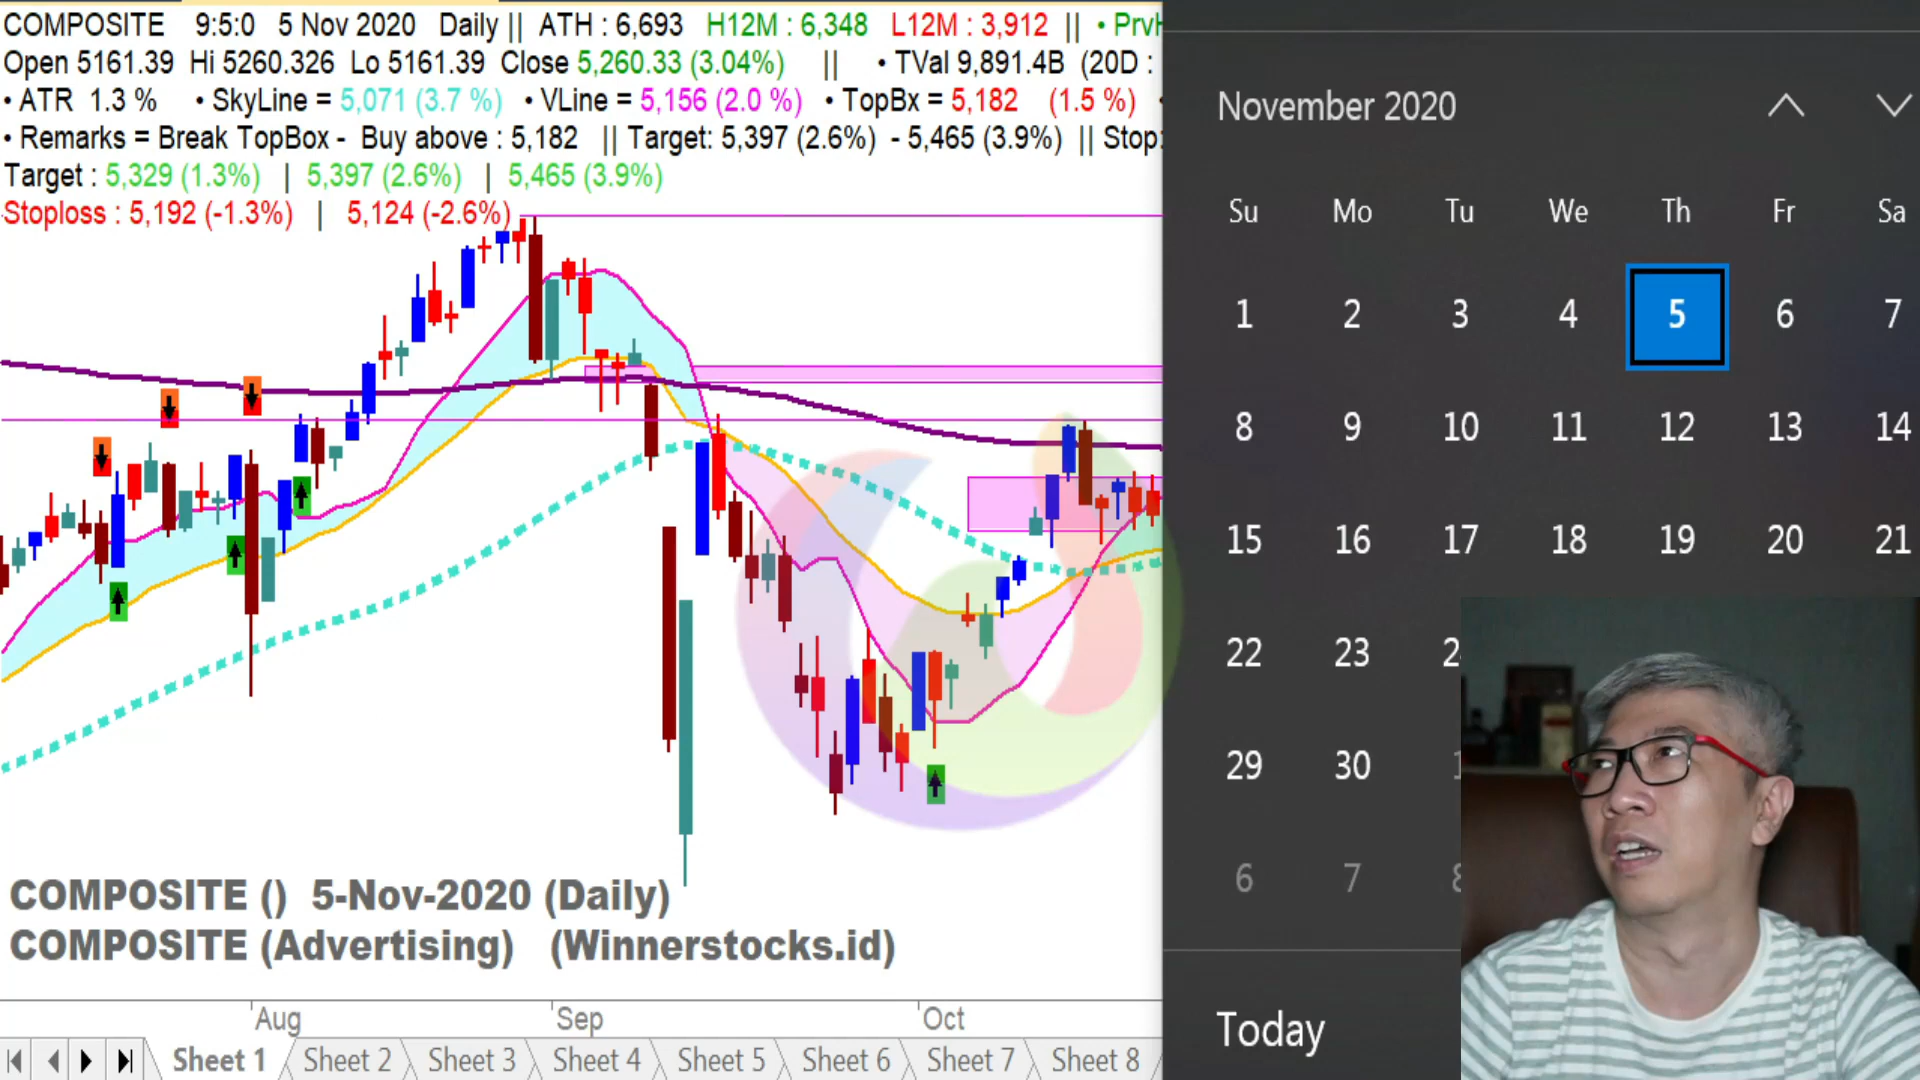 COMPOSITE 9:5:0 5 Nov 2020 Daily || ATH : 6,693 H12M : 6,348 L12M : 3,912 || • PrvH
Open 5161.39 Hi 5260.326 Lo 5161.39 Close 5,260.33 (3.04%) || • TVal 9,891.4B (20D :
• ATR 1.3 % • SkyLine = 5,071 (3.7 %) • VLine = 5,156 (2.0 %) • TopBx = 5,182 (1.5 %) •
• Remarks = Break TopBox - Buy above : 5,182 || Target: 5,397 (2.6%) - 5,465 (3.9%) || Stop:
Target : 5,329 (1.3%) | 5,397 (2.6%) | 5,465 (3.9%)
Stoploss : 5,192 (-1.3%) | 5,124 (-2.6%)
COMPOSITE () 5-Nov-2020 (Daily)
COMPOSITE (Advertising) (Winnerstocks.id)
Aug Sep Oct
Sheet 1 Sheet 2 Sheet 3 Sheet 4 Sheet 5 Sheet 6 Sheet 7 Sheet 8
November 2020
Su Mo Tu We Th Fr Sa
1 2 3 4 5 6 7
8 9 10 11 12 13 14
15 16 17 18 19 20 21
22 23 2
29 30 1
6 7 8
Today